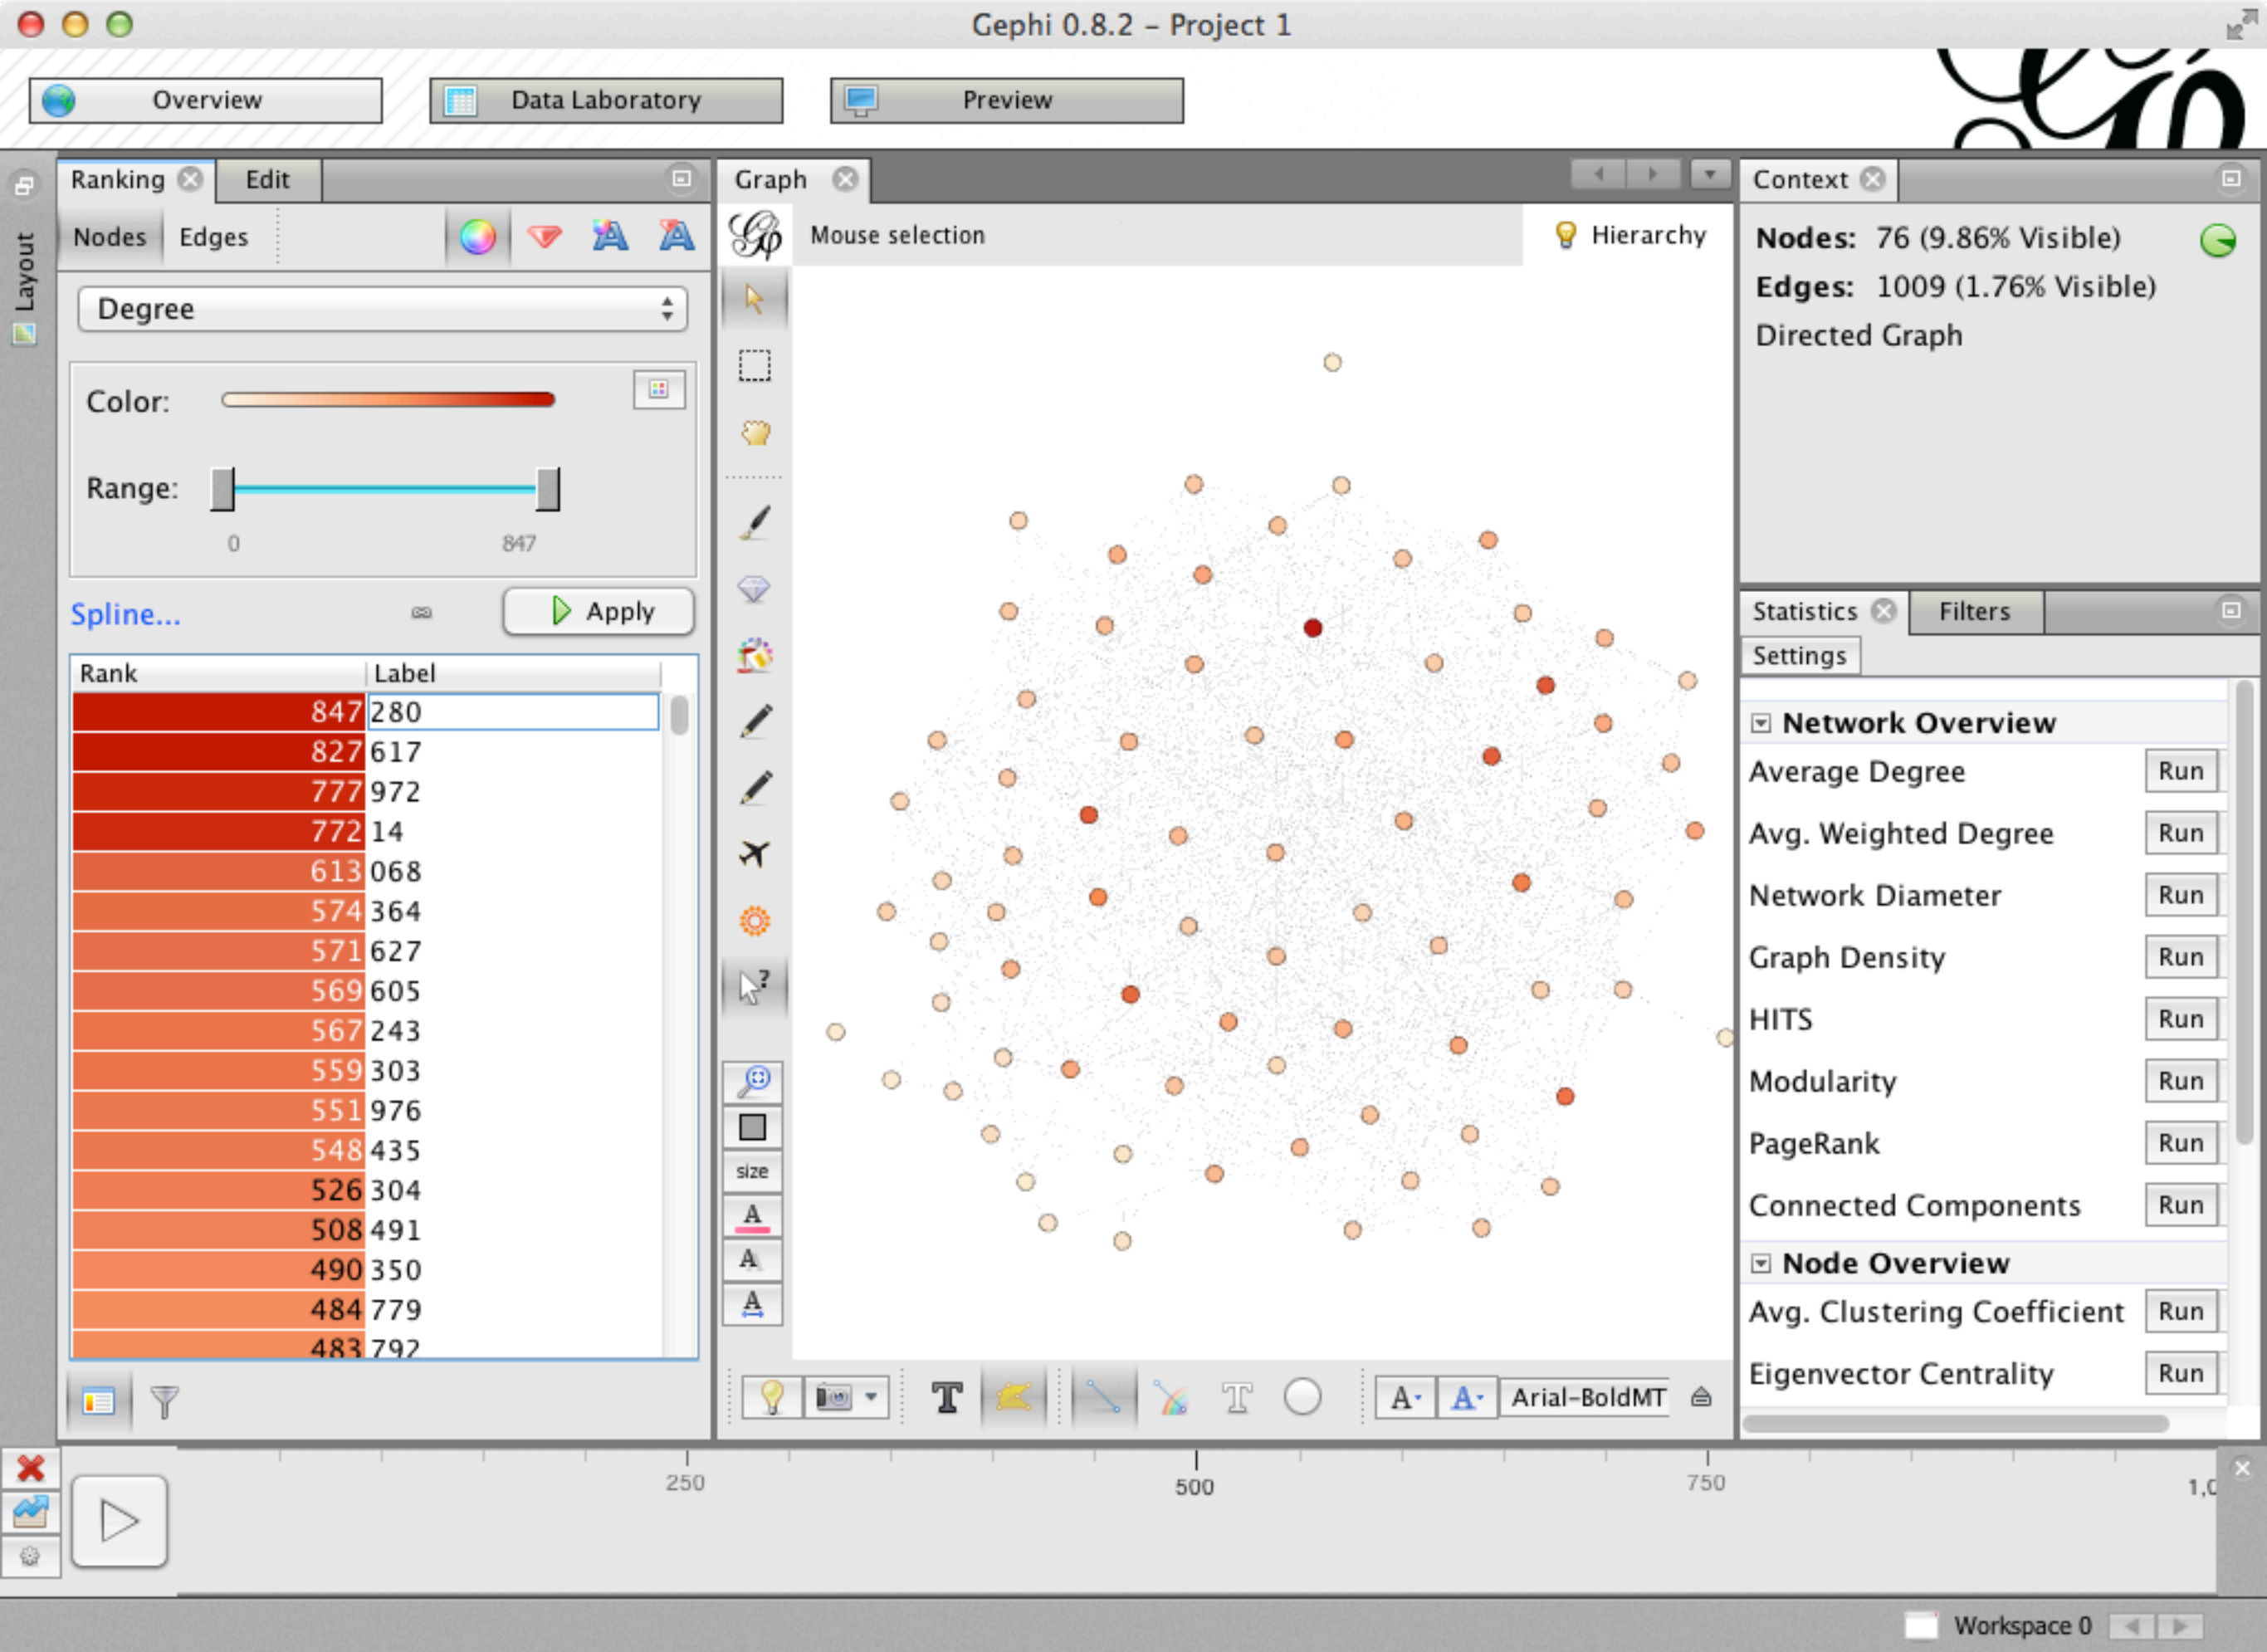 Gephi 0.8.2 – Project 1
Overview
Data Laboratory
Preview
Layout
Ranking
Edit
Nodes
Edges
Degree
Color:
Range:
0
847
Spline...
Apply
Rank Label
847 280
827 617
777 972
772 14
613 068
574 364
571 627
569 605
567 243
559 303
551 976
548 435
526 304
508 491
490 350
484 779
483 792
Graph
Mouse selection
Hierarchy
size
A
A
A
T
T
A
A
Arial-BoldMT
Context
Nodes: 76 (9.86% Visible)
Edges: 1009 (1.76% Visible)
Directed Graph
Statistics
Filters
Settings
Network Overview
Average Degree Run
Avg. Weighted Degree Run
Network Diameter Run
Graph Density Run
HITS Run
Modularity Run
PageRank Run
Connected Components Run
Node Overview
Avg. Clustering Coefficient Run
Eigenvector Centrality Run
250
500
750
1,0
Workspace 0